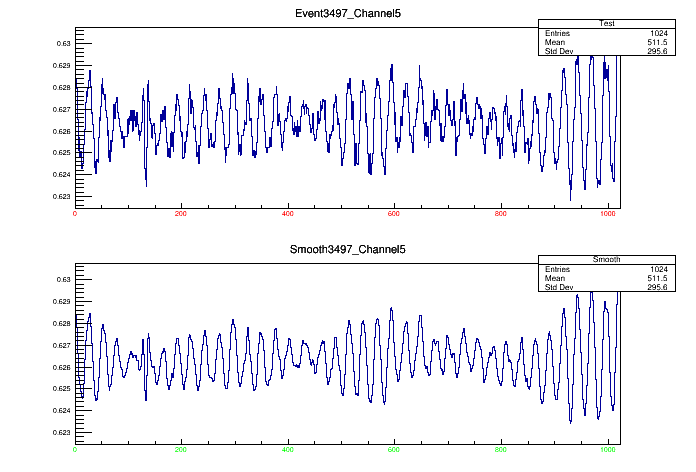 Event3497_Channel5
Test
Entries 1024
Mean 511.5
Std Dev 295.6
0.63
0.629
0.628
0.627
0.626
0.625
0.624
0.623
0 200 400 600 800 1000
Smooth3497_Channel5
Smooth
Entries 1024
Mean 511.5
Std Dev 295.6
0.63
0.629
0.628
0.627
0.626
0.625
0.624
0.623
0 200 400 600 800 1000